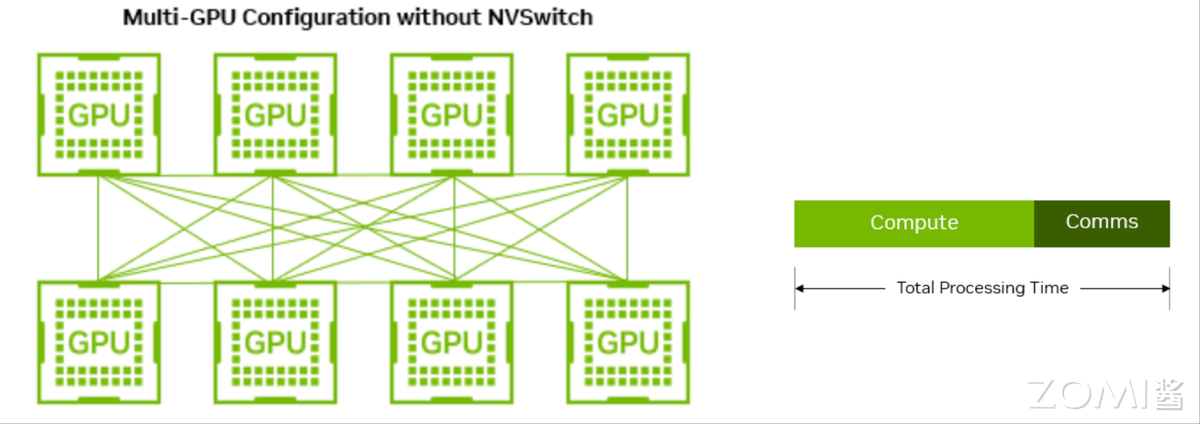 Multi-GPU Configuration without NVSwitch
GPU GPU GPU GPU
Compute Comms
Total Processing Time
GPU GPU GPU GPU
ZOMI酱